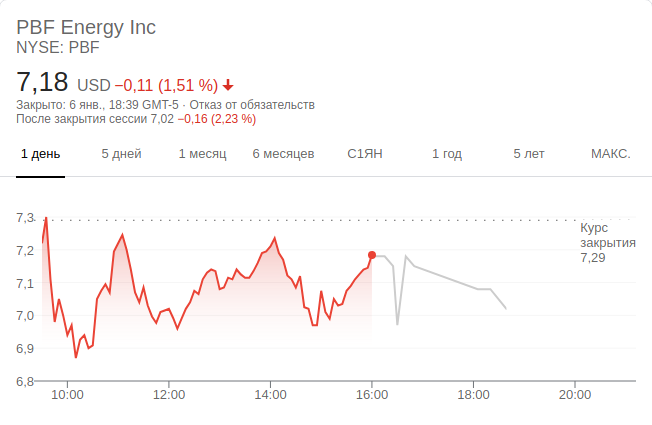 PBF Energy Inc
NYSE: PBF
7,18 USD −0,11 (1,51 %)
Закрыто: 6 янв., 18:39 GMT-5 · Отказ от обязательств
После закрытия сессии 7,02 −0,16 (2,23 %)
1 день 5 дней 1 месяц 6 месяцев С1ЯН 1 год 5 лет МАКС.
7,3
7,2
7,1
7,0
6,9
6,8
Курс
закрытия
7,29
10:00 12:00 14:00 16:00 18:00 20:00